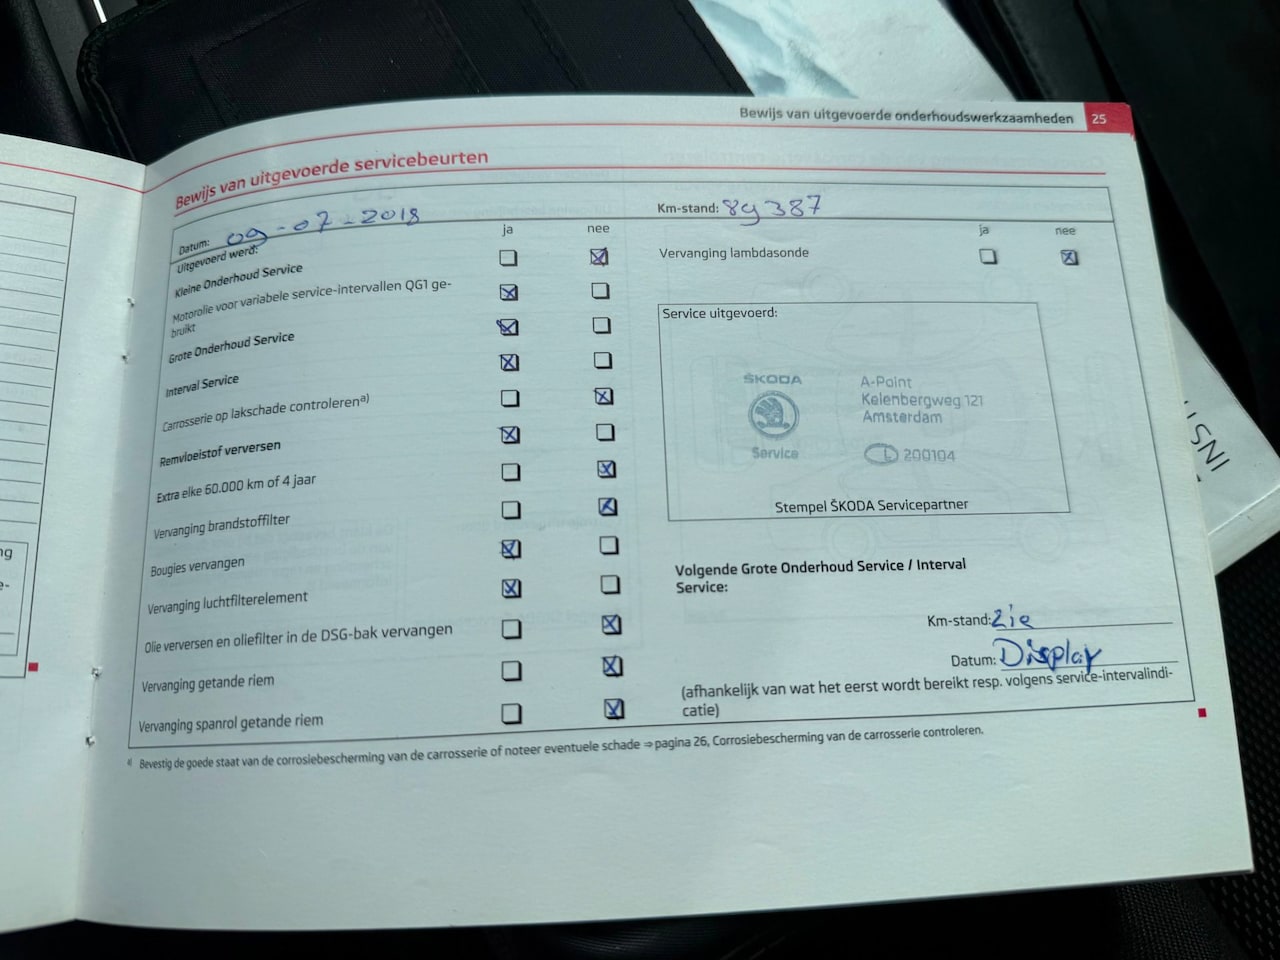 Bewijs van uitgevoerde onderhoudswerkzaamheden 25
Bewijs van uitgevoerde servicebeurten
Datum: 09-07-2018
Km-stand: 89387
Uitgevoerd werd:
ja nee
Kleine Onderhoud Service
Motorolie voor variabele service-intervallen QG1 ge-
bruikt
Grote Onderhoud Service
Interval Service
Carrosserie op lakschade controleren a)
Remvloeistof verversen
Extra elke 60.000 km of 4 jaar
Vervanging brandstoffilter
Bougies vervangen
Vervanging luchtfilterelement
Olie verversen en oliefilter in de DSG-bak vervangen
Vervanging getande riem
Vervanging spanrol getande riem
ja nee
Vervanging lambdasonde
Service uitgevoerd:
ŠKODA
Service
A-Point
Kelenbergweg 121
Amsterdam
200104
Stempel ŠKODA Servicepartner
Volgende Grote Onderhoud Service / Interval
Service:
Km-stand: Zie
Datum: Display
(afhankelijk van wat het eerst wordt bereikt resp. volgens service-intervalindi-
catie)
a) Bevestig de goede staat van de corrosiebescherming van de carrosserie of noteer eventuele schade ⇒ pagina 26, Corrosiebescherming van de carrosserie controleren.
ng
e-
INS